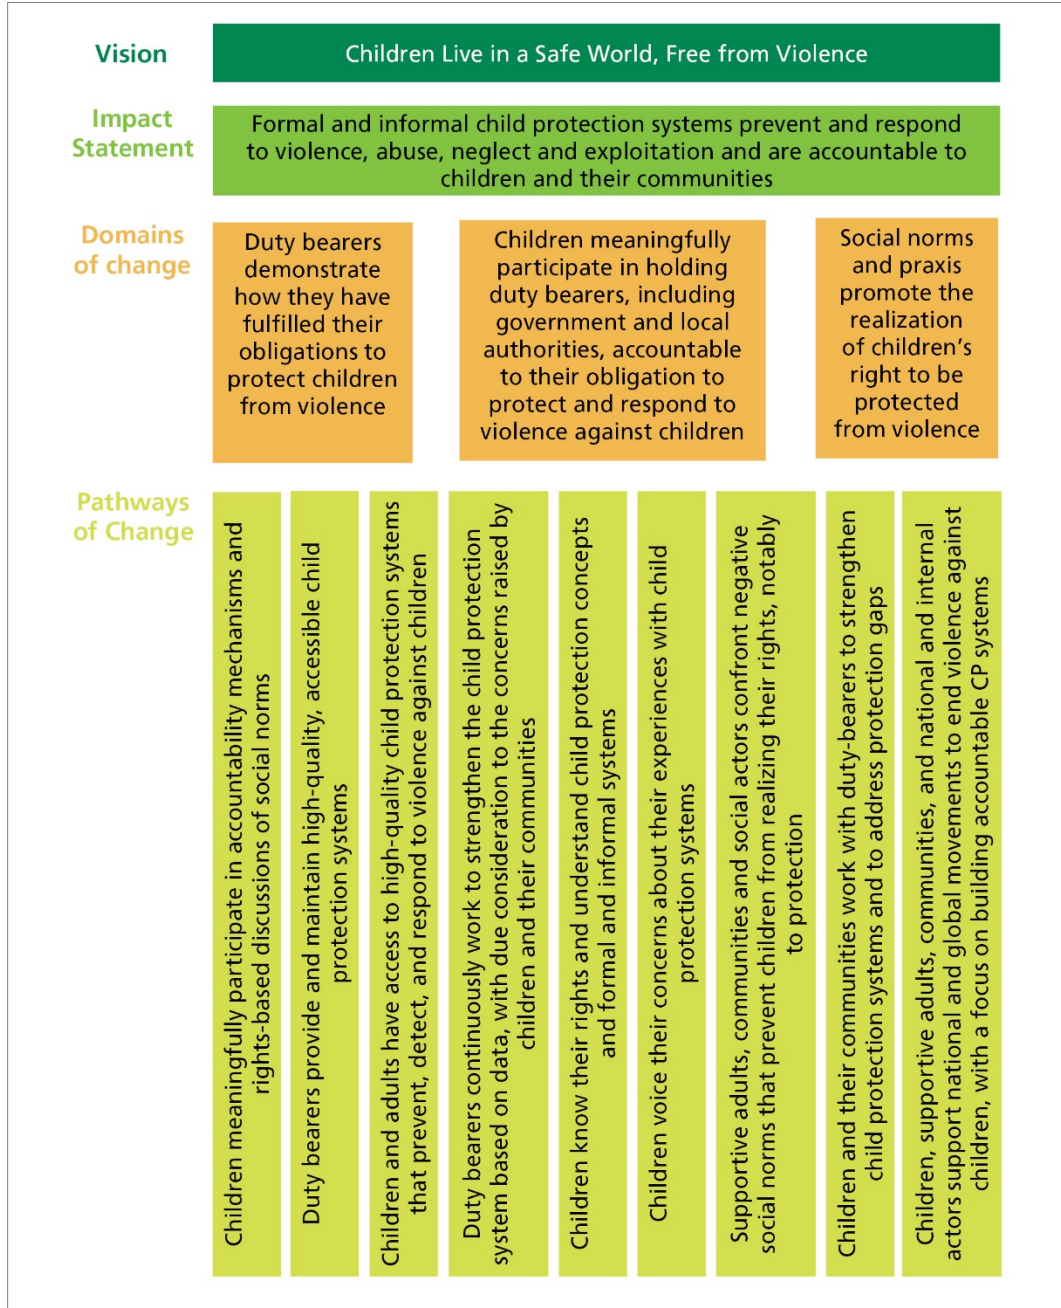 Vision
Children Live in a Safe World, Free from Violence
Impact
Statement
Formal and informal child protection systems prevent and respond
to violence, abuse, neglect and exploitation and are accountable to
children and their communities
Domains
of change
Duty bearers
demonstrate
how they have
fulfilled their
obligations to
protect children
from violence
Children meaningfully
participate in holding
duty bearers, including
government and local
authorities, accountable
to their obligation to
protect and respond to
violence against children
Social norms
and praxis
promote the
realization
of children’s
right to be
protected
from violence
Pathways
of Change
Children meaningfully participate in accountability mechanisms and
rights-based discussions of social norms
Duty bearers provide and maintain high-quality, accessible child
protection systems
Children and adults have access to high-quality child protection systems
that prevent, detect, and respond to violence against children
Duty bearers continuously work to strengthen the child protection
system based on data, with due consideration to the concerns raised by
children and their communities
Children know their rights and understand child protection concepts
and formal and informal systems
Children voice their concerns about their experiences with child
protection systems
Supportive adults, communities and social actors confront negative
social norms that prevent children from realizing their rights, notably
to protection
Children and their communities work with duty-bearers to strengthen
child protection systems and to address protection gaps
Children, supportive adults, communities, and national and internal
actors support national and global movements to end violence against
children, with a focus on building accountable CP systems